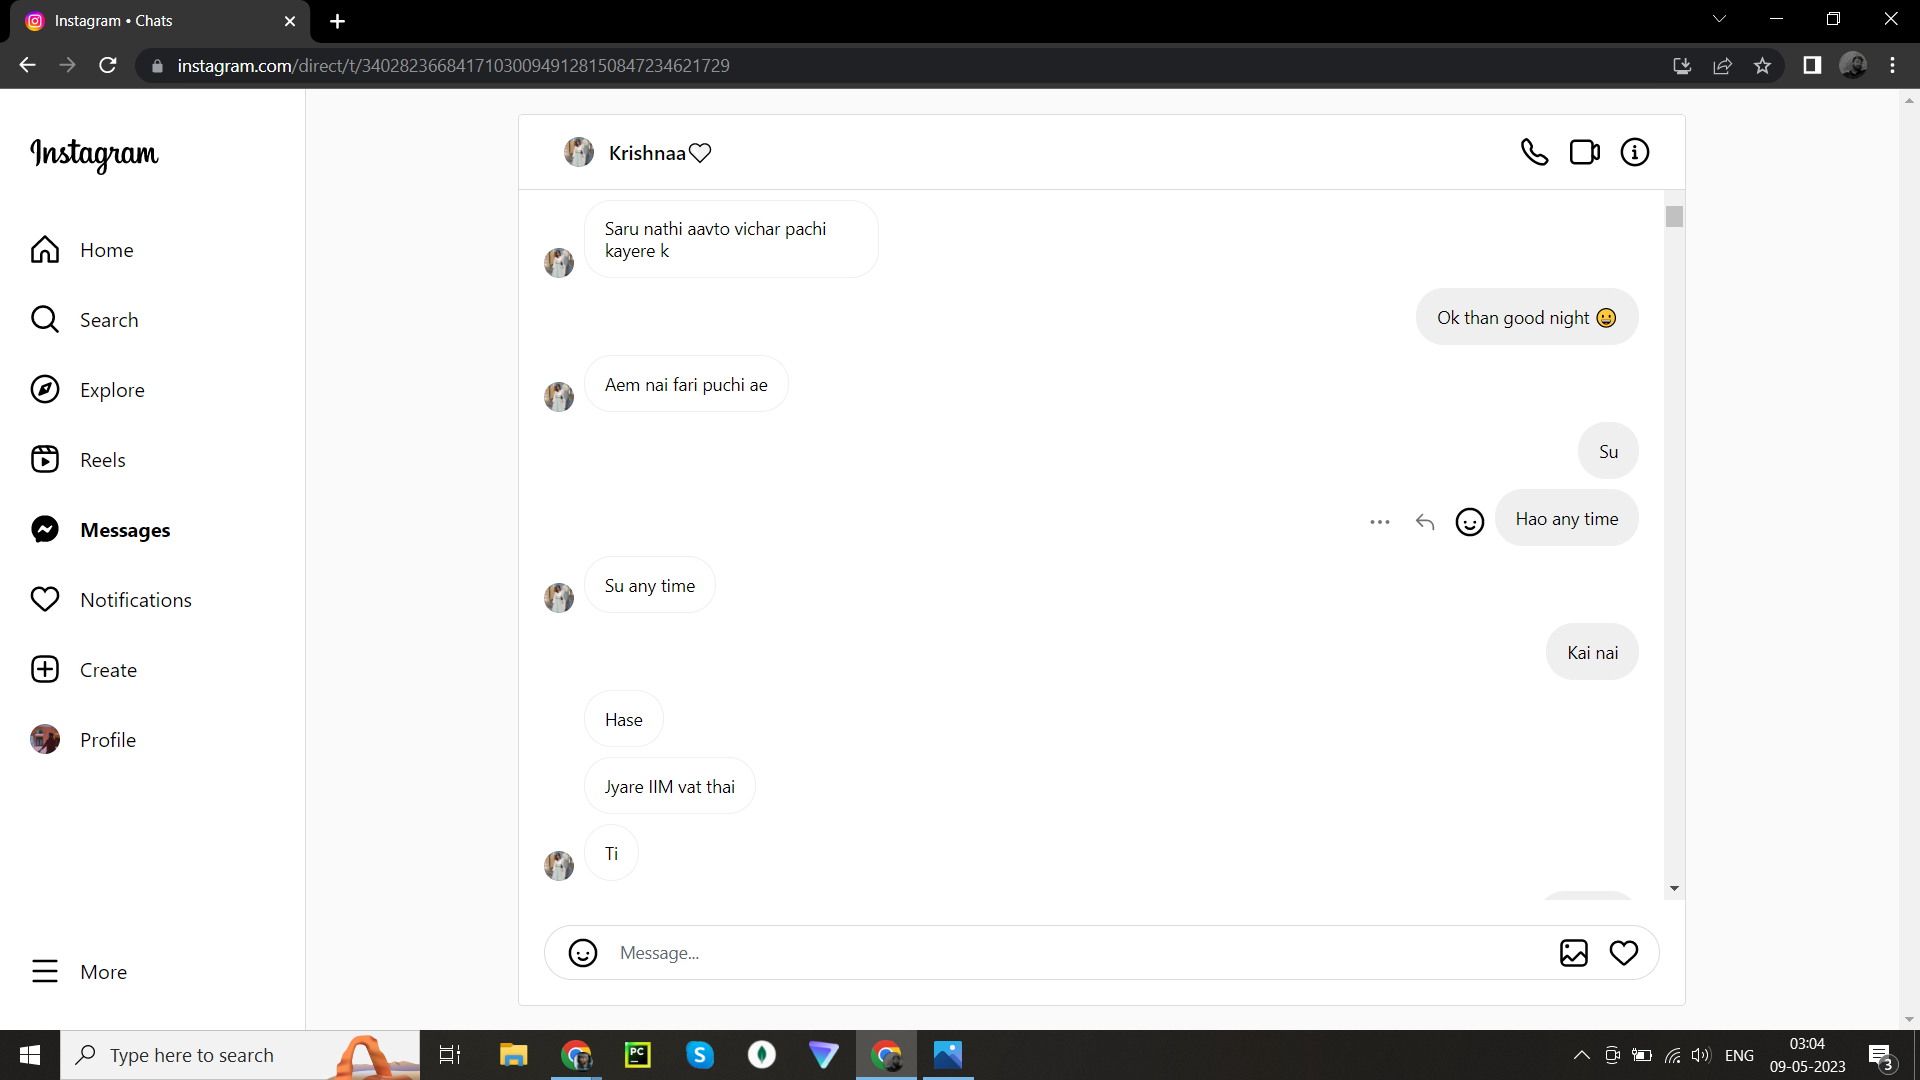 Instagram • Chats
instagram.com/direct/t/340282366841710300949128150847234621729
Instagram
Home
Search
Explore
Reels
Messages
Notifications
Create
Profile
More
Krishnaa♡
Saru nathi aavto vichar pachi
kayere k
Ok than good night 😀
Aem nai fari puchi ae
Su
Hao any time
Su any time
Kai nai
Hase
Jyare IIM vat thai
Ti
Message...
Type here to search
PC
S
ENG
03:04
09-05-2023
3